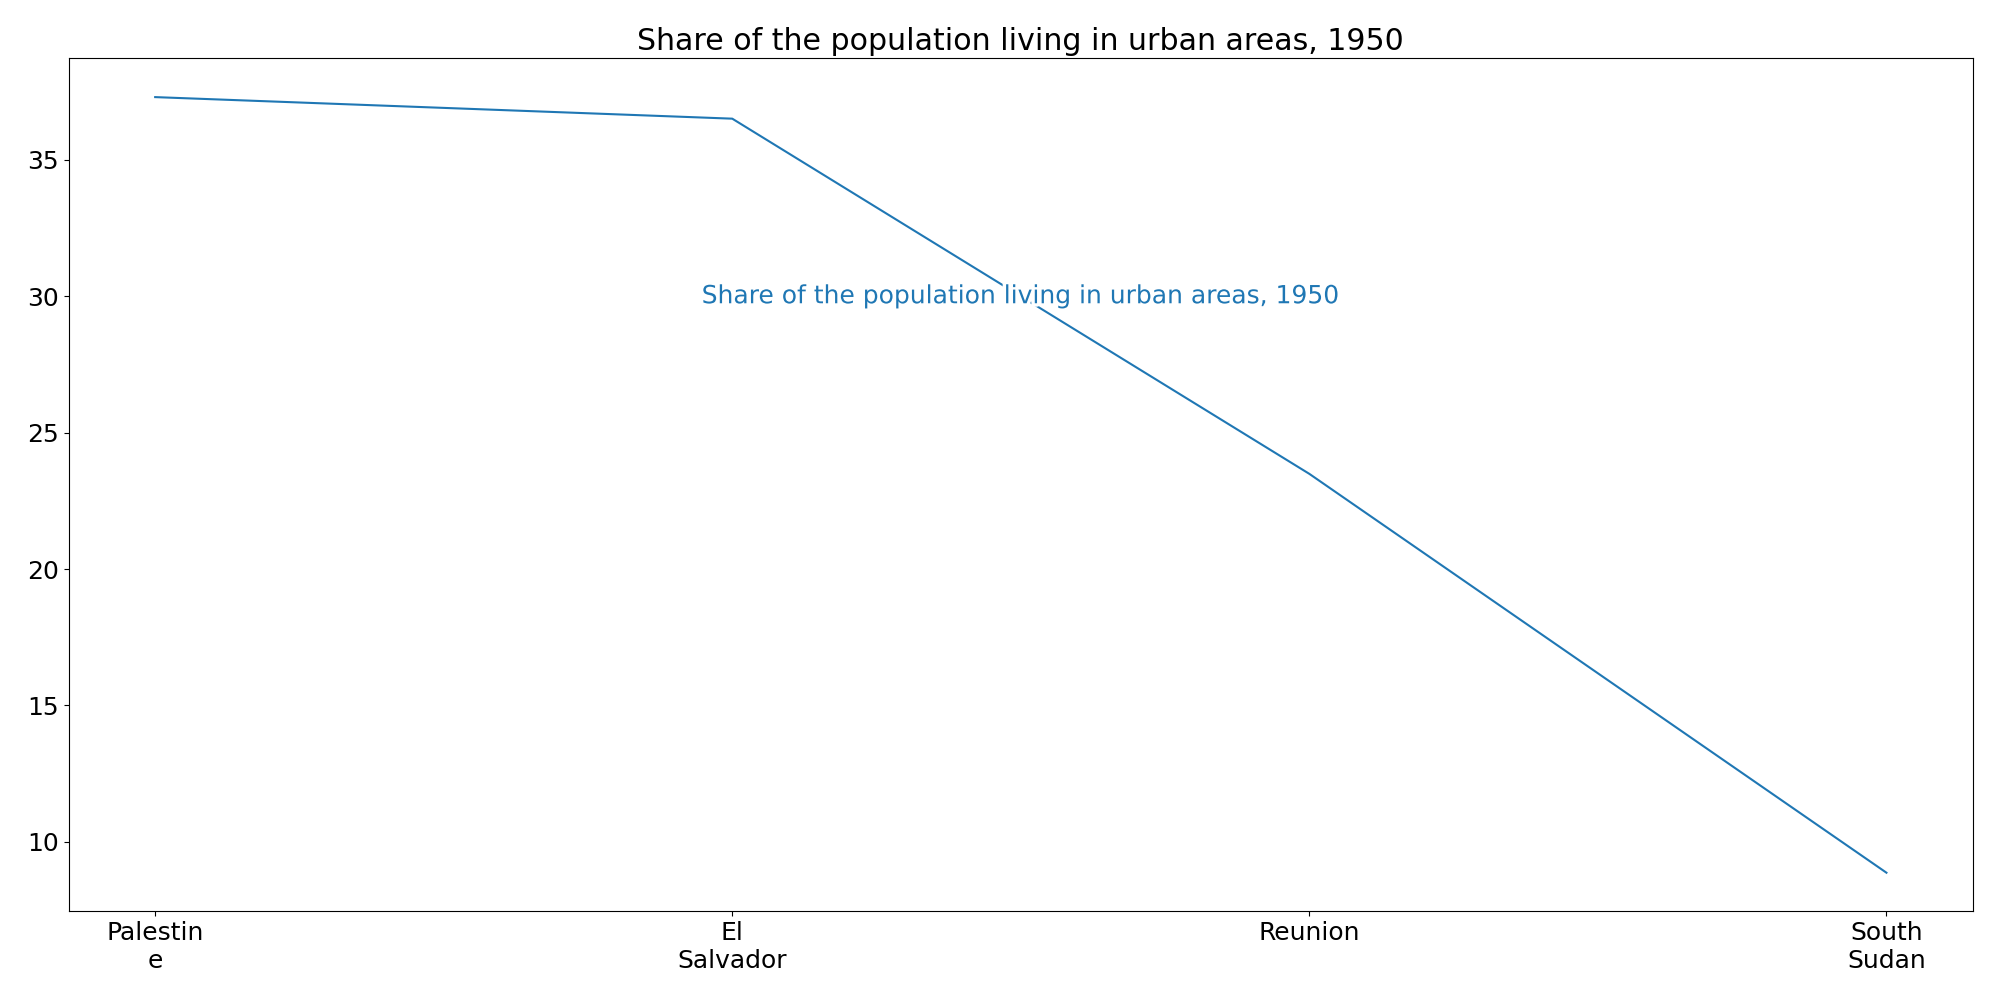 Share of the population living in urban areas, 1950
35
30
25
20
15
10
Share of the population living in urban areas, 1950
Palestin
e
El
Salvador
Reunion
South
Sudan